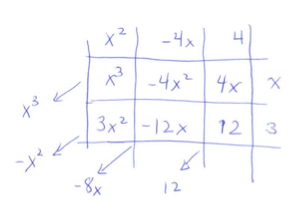 x² -4x 4
x³ -4x² 4x x
x³
3x² -12x 12 3
-x²
-8x 12